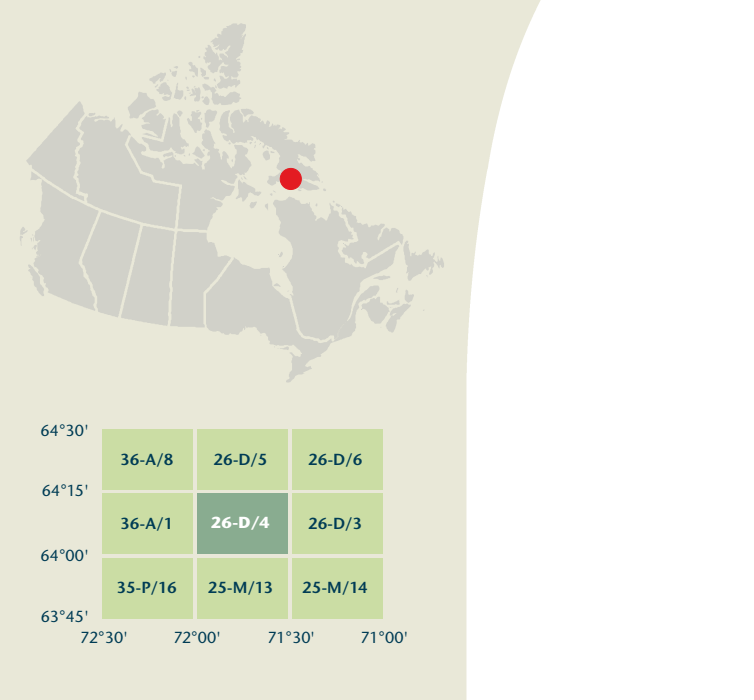 64°30'
36-A/8 26-D/5 26-D/6
64°15'
36-A/1 26-D/4 26-D/3
64°00'
35-P/16 25-M/13 25-M/14
63°45'
72°30' 72°00' 71°30' 71°00'